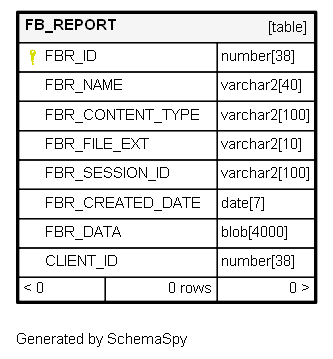 FB_REPORT [table]
FBR_ID number[38]
FBR_NAME varchar2[40]
FBR_CONTENT_TYPE varchar2[100]
FBR_FILE_EXT varchar2[10]
FBR_SESSION_ID varchar2[100]
FBR_CREATED_DATE date[7]
FBR_DATA blob[4000]
CLIENT_ID number[38]
< 0 0 rows 0 >
Generated by SchemaSpy